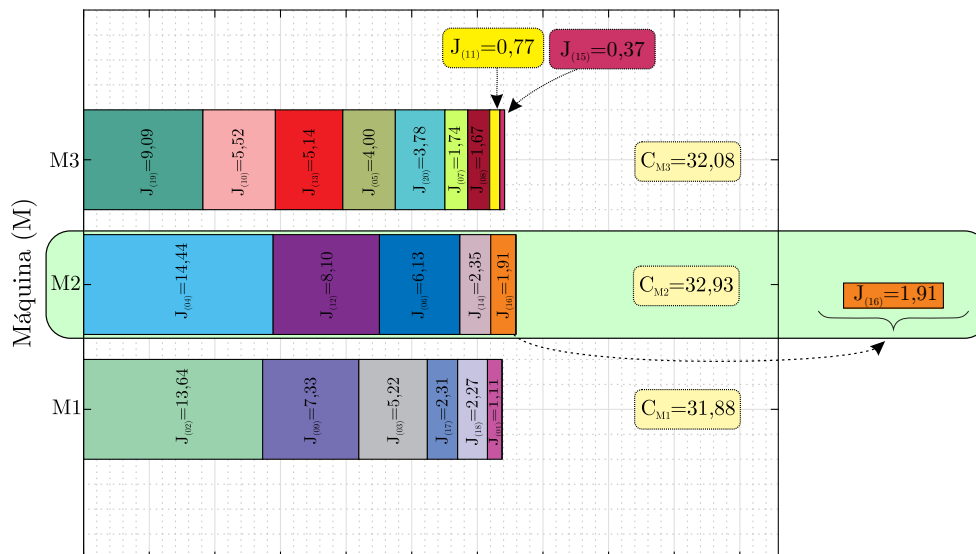 J(11)=0,77
J(15)=0,37
Máquina (M)
M3
J(19)=9,09
J(10)=5,52
J(13)=5,14
J(05)=4,00
J(20)=3,78
J(07)=1,74
J(08)=1,67
CM3=32,08
M2
J(04)=14,44
J(12)=8,10
J(06)=6,13
J(14)=2,35
J(16)=1,91
CM2=32,93
J(16)=1,91
M1
J(02)=13,64
J(09)=7,33
J(03)=5,22
J(17)=2,31
J(18)=2,27
J(01)=1,11
CM1=31,88